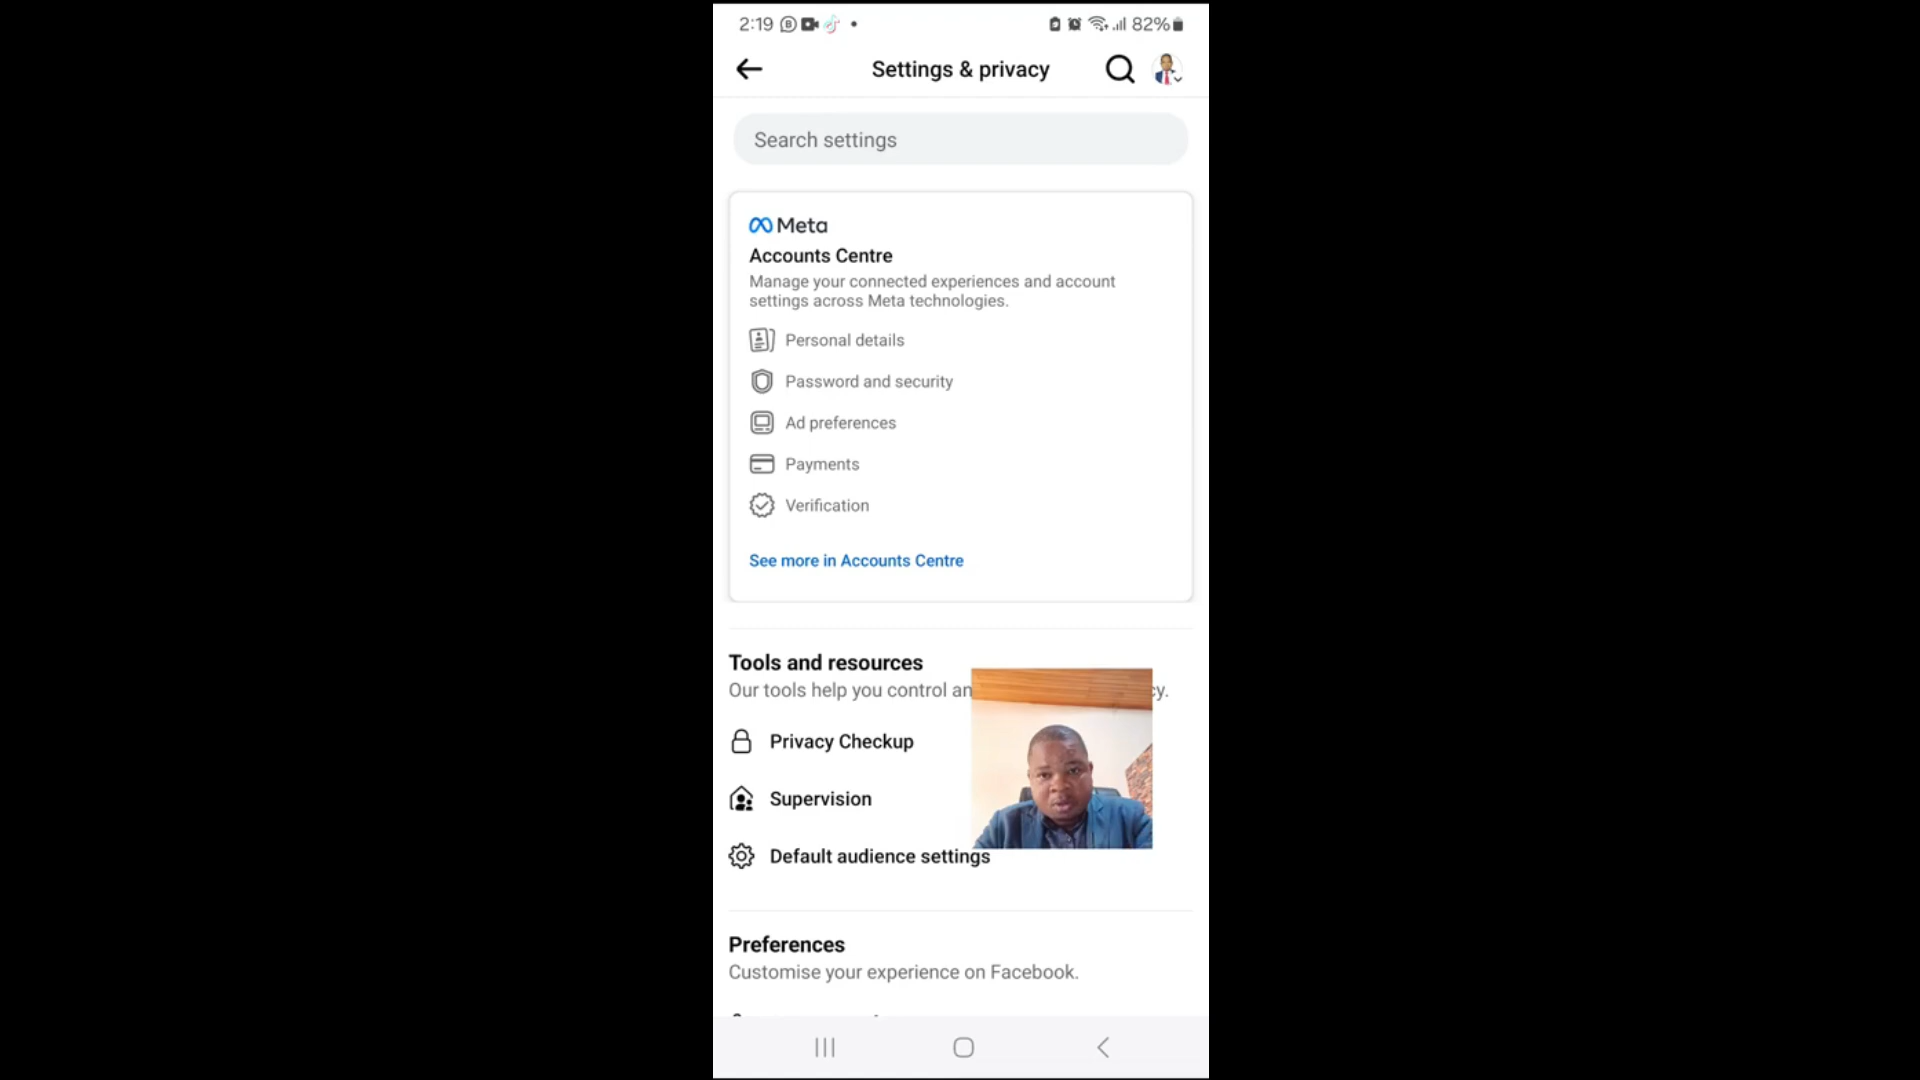 2:19
82%
Settings & privacy
Search settings
Meta
Accounts Centre
Manage your connected experiences and account
settings across Meta technologies.
Personal details
Password and security
Ad preferences
Payments
Verification
See more in Accounts Centre
Tools and resources
Our tools help you control
Privacy Checkup
Supervision
Default audience settings
Preferences
Customise your experience on Facebook.